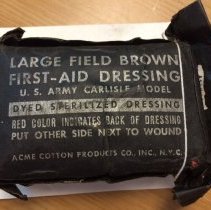 LARGE FIELD BROWN
FIRST-AID DRESSING
U. S. ARMY CARLISLE MODEL
DYED STERILIZED DRESSING
RED COLOR INDICATES BACK OF DRESSING
PUT OTHER SIDE NEXT TO WOUND
ACME COTTON PRODUCTS CO., INC., N.Y.C.